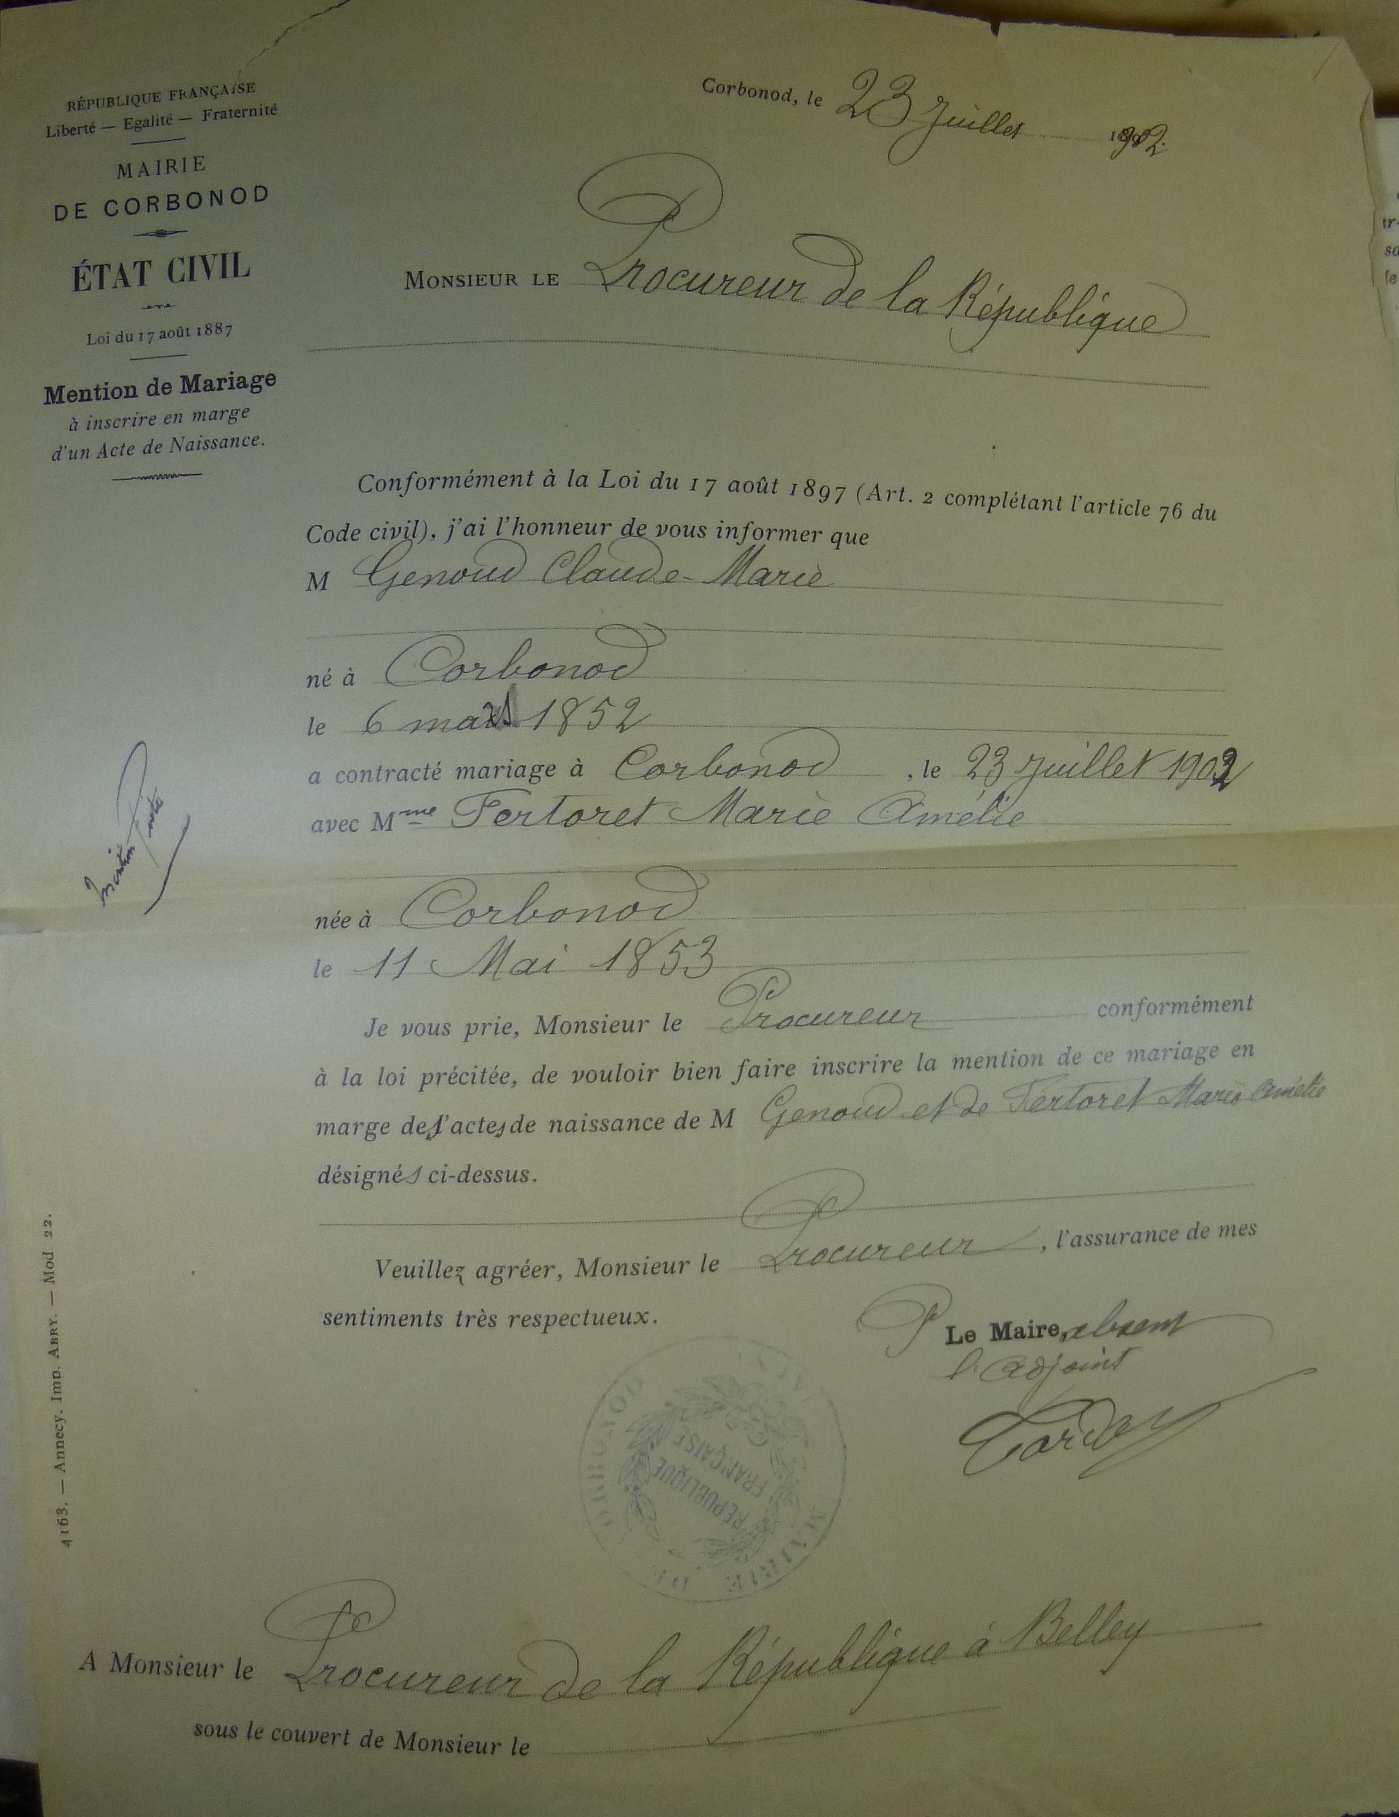 RÉPUBLIQUE FRANÇAISE
Liberté — Egalité — Fraternité
MAIRIE
DE CORBONOD
ÉTAT CIVIL
Loi du 17 août 1887
Mention de Mariage
à inscrire en marge
d'un Acte de Naissance.
Corbonod, le 23 Juillet 1902
MONSIEUR LE Procureur de la République
Conformément à la Loi du 17 août 1897 (Art. 2 complétant l'article 76 du
Code civil), j'ai l'honneur de vous informer que
M Genoud Claude-Marie
né à Corbonod
le 6 mars 1852
a contracté mariage à Corbonod, le 23 Juillet 1902
avec Mme Fertoret Marie Amélie
née à Corbonod
le 11 Mai 1853
Je vous prie, Monsieur le Procureur conformément
à la loi précitée, de vouloir bien faire inscrire la mention de ce mariage en
marge des l'actes de naissance de M Genoud et de Fertoret Marie Amélie
désignés ci-dessus.
Veuillez agréer, Monsieur le Procureur, l'assurance de mes
sentiments très respectueux.
P Le Maire, absent
l'adjoint
MAIRIE DE CORBONOD
RÉPUBLIQUE
FRANÇAISE
mention
A Monsieur le Procureur de la République à Belley
sous le couvert de Monsieur le
4163. — Annecy. Imp. ABRY. — Mod 22.